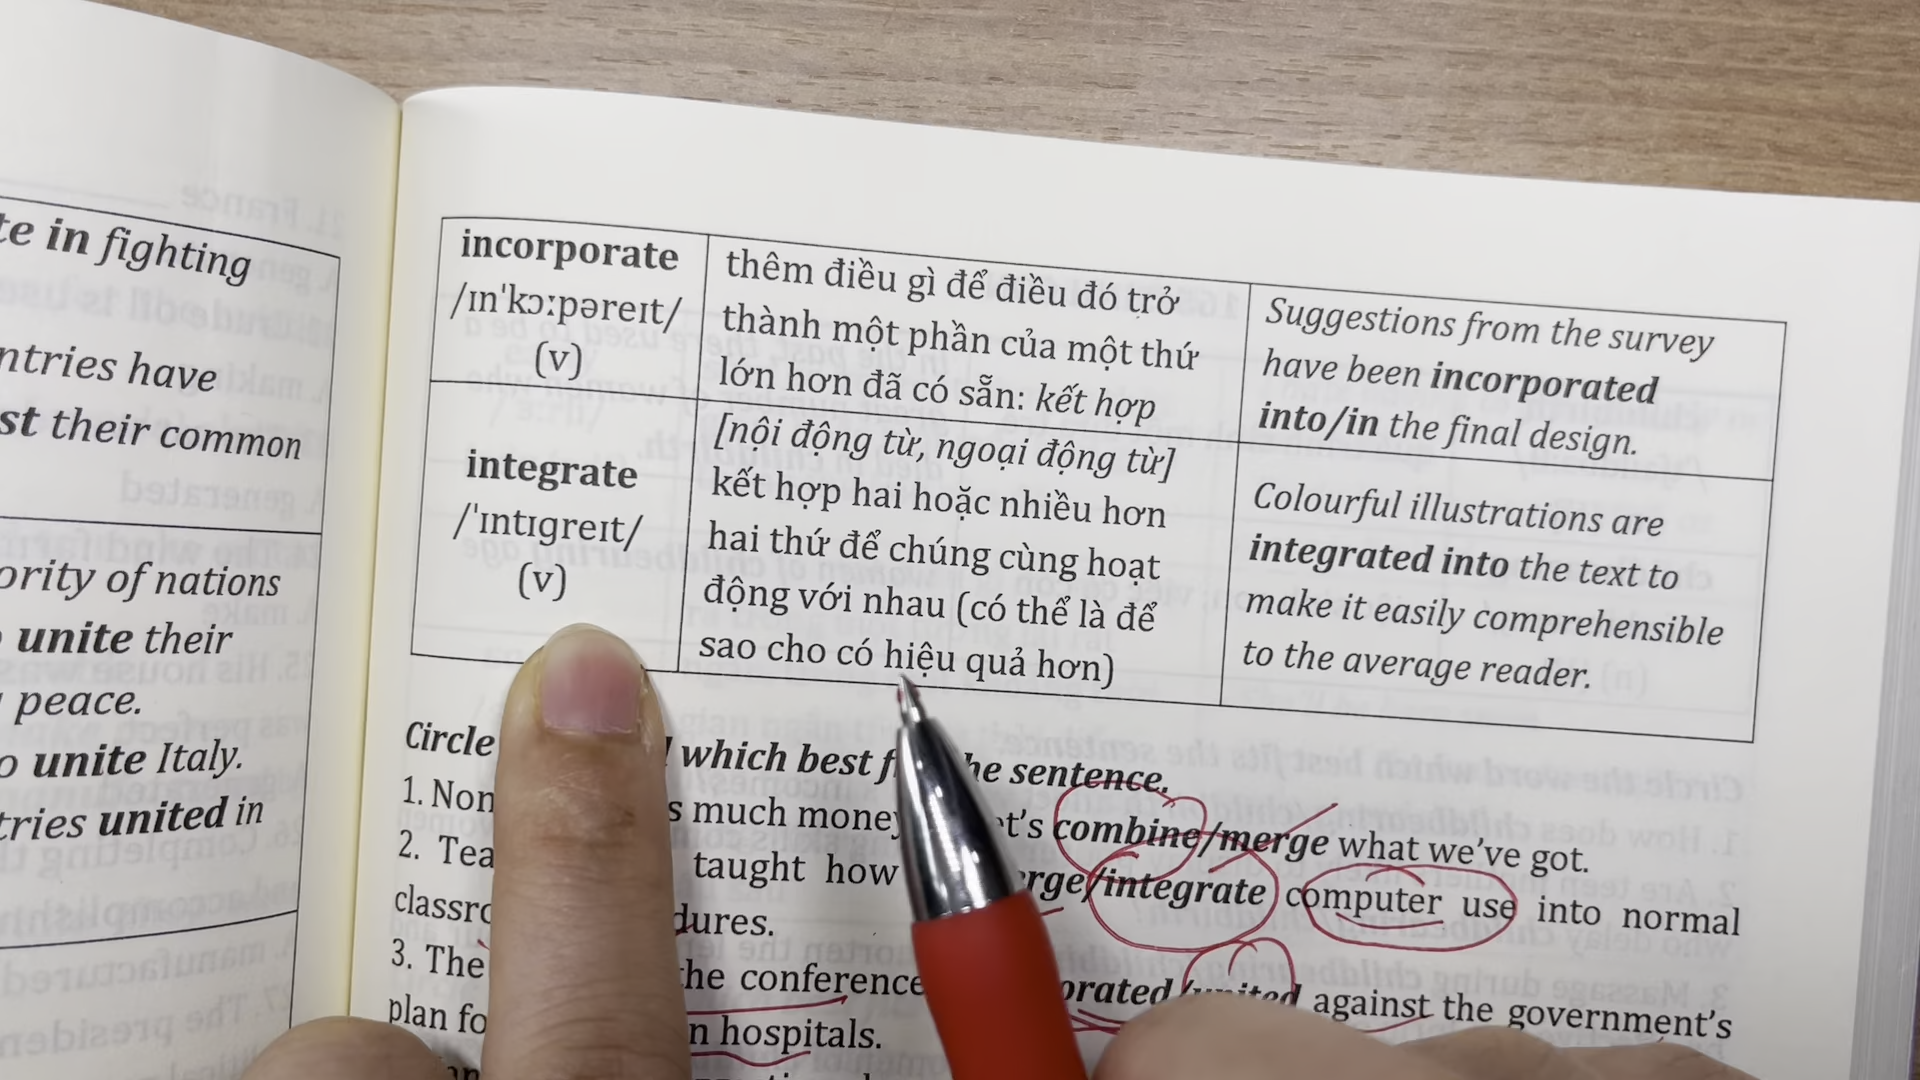 te in fighting
ntries have
st their common
ority of nations
unite their
peace.
o unite Italy.
tries united in
incorporate
/ɪnˈkɔːpəreɪt/
(v)
thêm điều gì để điều đó trở
thành một phần của một thứ
lớn hơn đã có sẵn: kết hợp
Suggestions from the survey
have been incorporated
into/in the final design.
integrate
/ˈɪntɪgreɪt/
(v)
[nội động từ, ngoại động từ]
kết hợp hai hoặc nhiều hơn
hai thứ để chúng cùng hoạt
động với nhau (có thể là để
sao cho có hiệu quả hơn)
Colourful illustrations are
integrated into the text to
make it easily comprehensible
to the average reader.
Circle which best the sentence.
1. Non s much money t's combine/merge what we've got.
2. Tea taught how rge/integrate computer use into normal
classro dures.
3. The the conference orated/united against the government's
plan fo n hospitals.